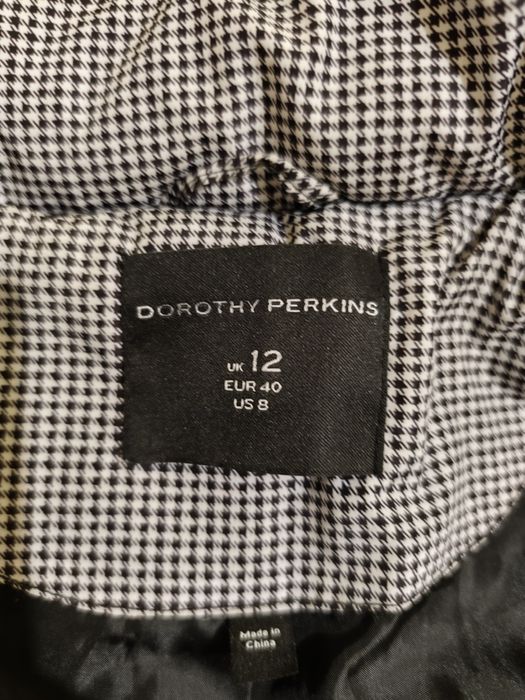 DOROTHY PERKINS
UK 12
EUR 40
US 8
Made in
China